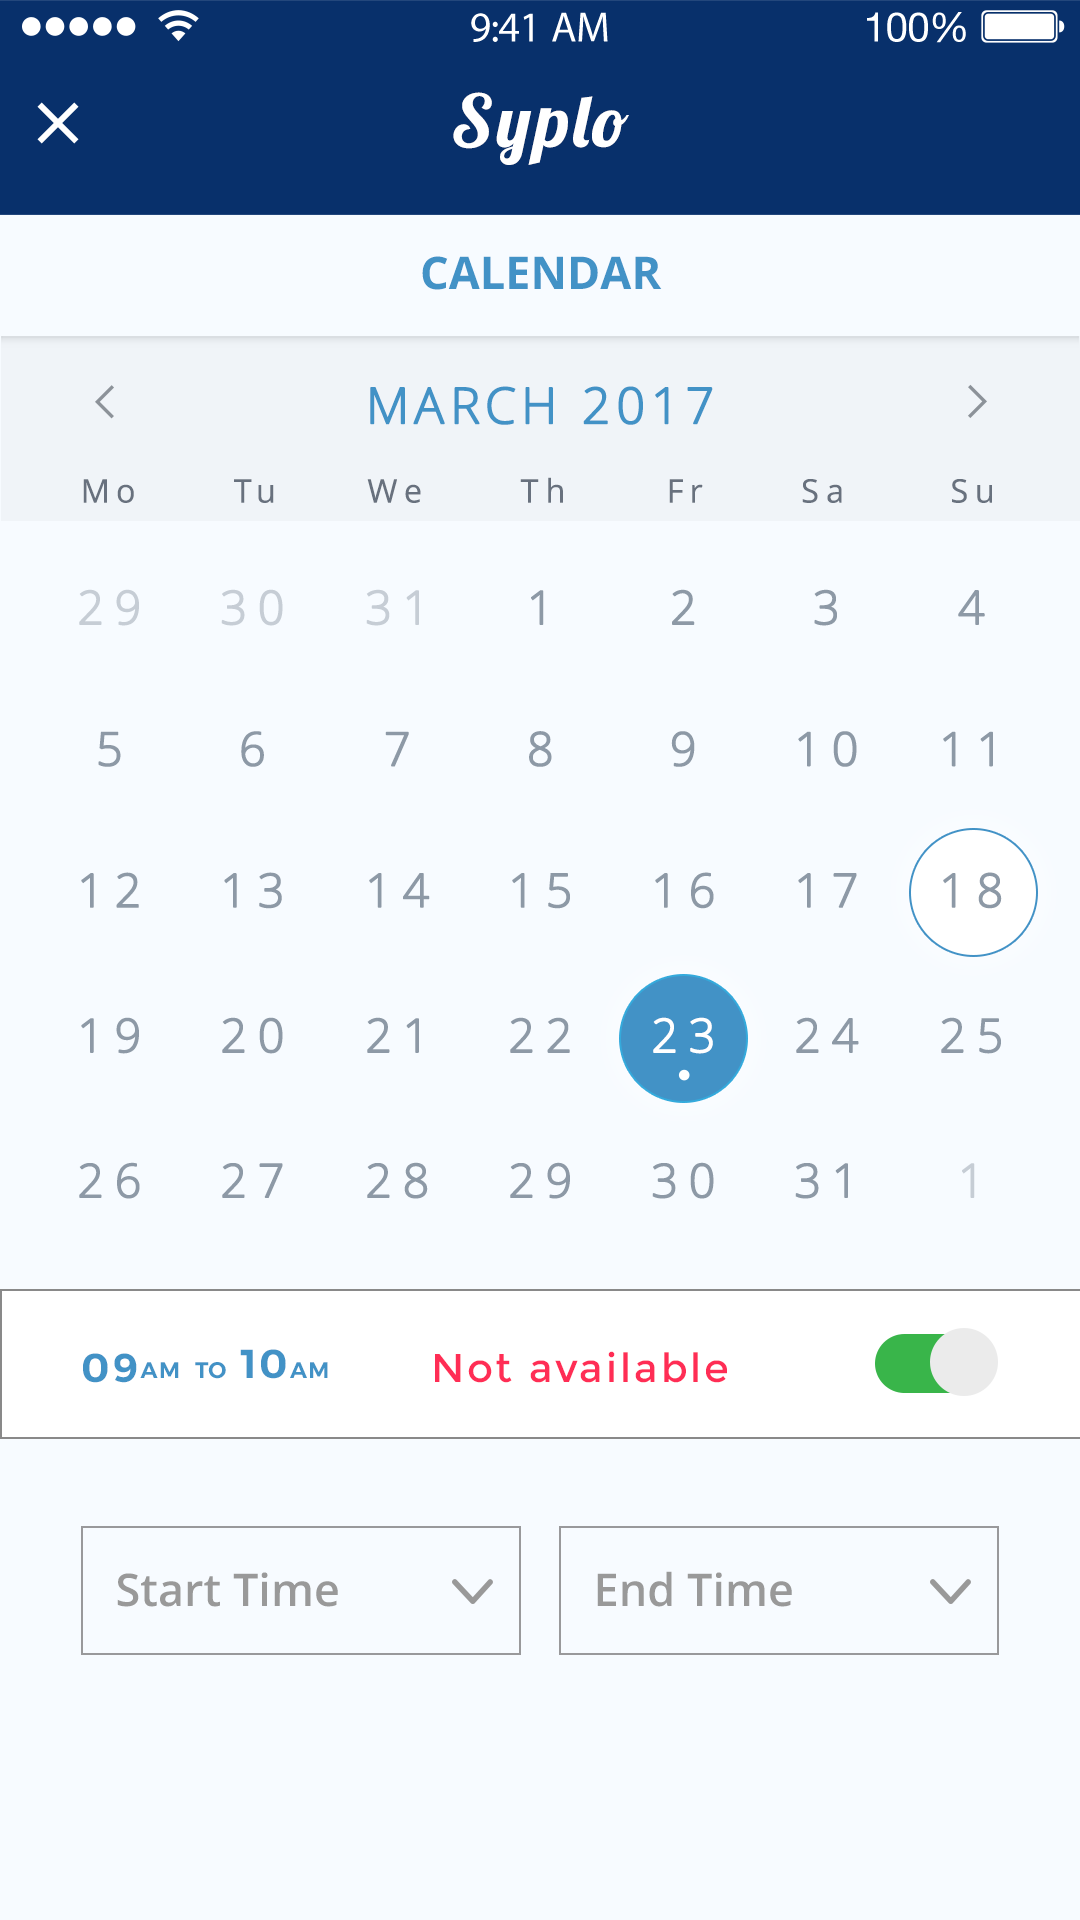 9:41 AM 100%
Syplo
CALENDAR
MARCH 2017
Mo Tu We Th Fr Sa Su
29 30 31 1 2 3 4
5 6 7 8 9 10 11
12 13 14 15 16 17 18
19 20 21 22 23 24 25
26 27 28 29 30 31 1
09AM TO 10AM Not available
Start Time End Time